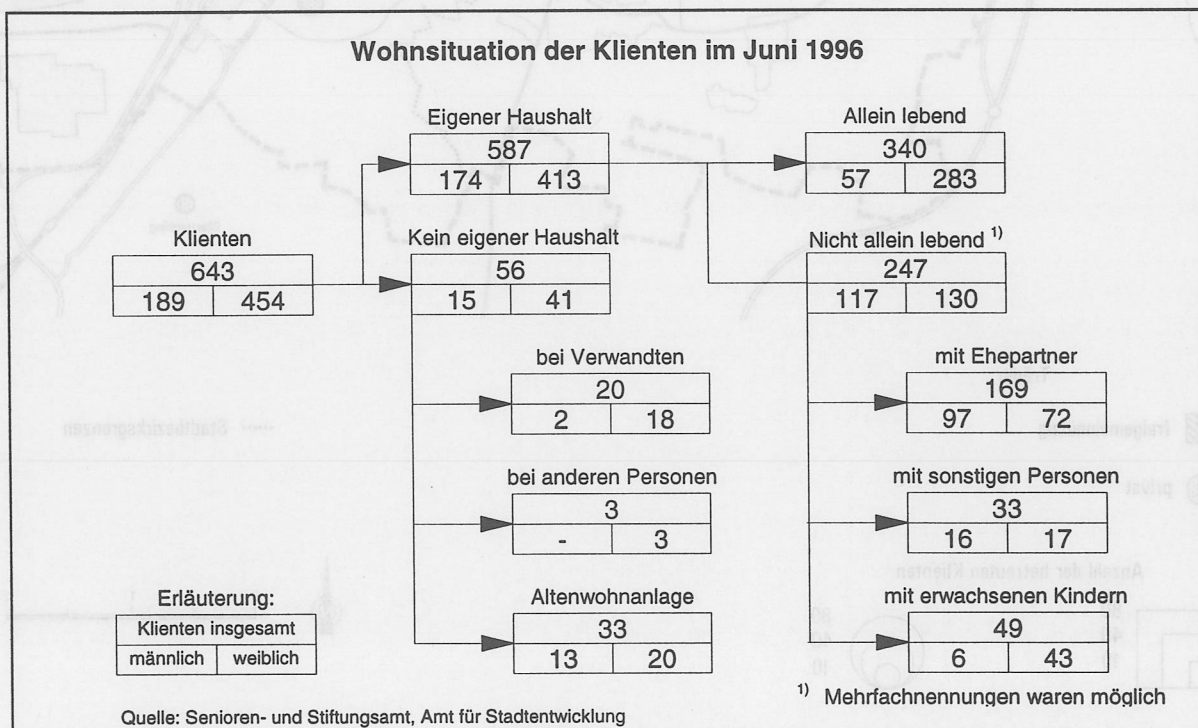 Wohnsituation der Klienten im Juni 1996
Eigener Haushalt
587
174 413
Allein lebend
340
57 283
Klienten
643
189 454
Kein eigener Haushalt
56
15 41
Nicht allein lebend 1)
247
117 130
bei Verwandten
20
2 18
mit Ehepartner
169
97 72
bei anderen Personen
3
- 3
mit sonstigen Personen
33
16 17
Erläuterung:
Klienten insgesamt
männlich weiblich
Altenwohnanlage
33
13 20
mit erwachsenen Kindern
49
6 43
1) Mehrfachnennungen waren möglich
Quelle: Senioren- und Stiftungsamt, Amt für Stadtentwicklung